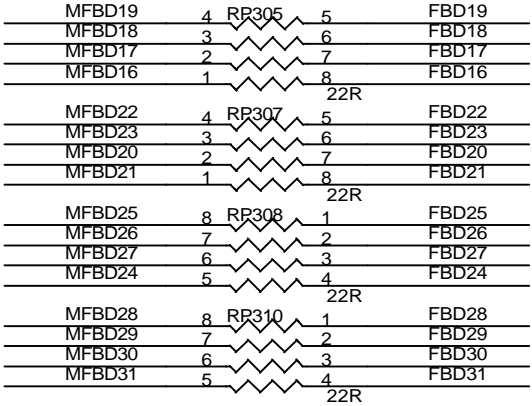 MFBD19 4 RP305 5 FBD19
MFBD18 3 6 FBD18
MFBD17 2 7 FBD17
MFBD16 1 8 FBD16
22R
MFBD22 4 RP307 5 FBD22
MFBD23 3 6 FBD23
MFBD20 2 7 FBD20
MFBD21 1 8 FBD21
22R
MFBD25 8 RP308 1 FBD25
MFBD26 7 2 FBD26
MFBD27 6 3 FBD27
MFBD24 5 4 FBD24
22R
MFBD28 8 RP310 1 FBD28
MFBD29 7 2 FBD29
MFBD30 6 3 FBD30
MFBD31 5 4 FBD31
22R